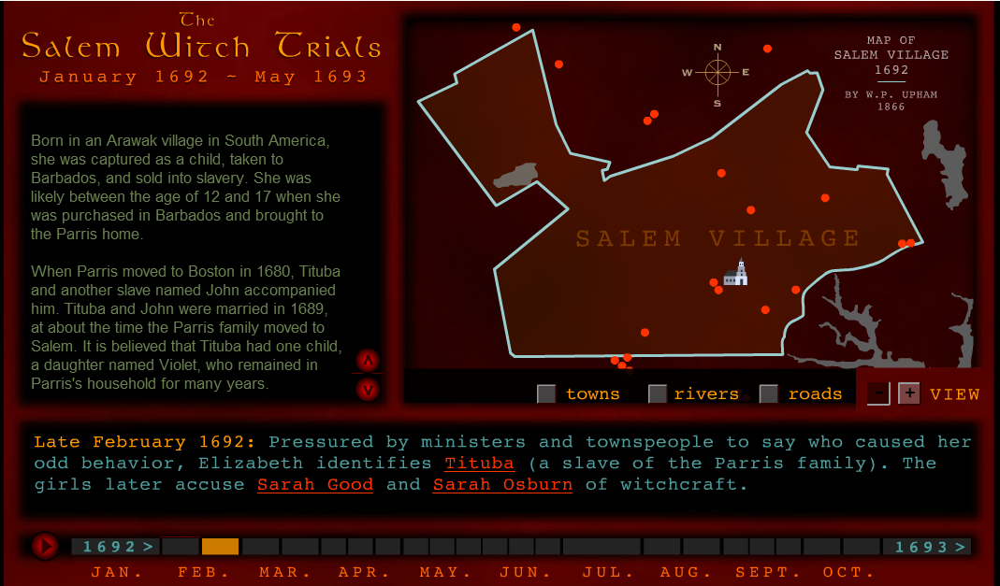 The
Salem Witch Trials
January 1692 ~ May 1693
Born in an Arawak village in South America,
she was captured as a child, taken to
Barbados, and sold into slavery. She was
likely between the age of 12 and 17 when she
was purchased in Barbados and brought to
the Parris home.
When Parris moved to Boston in 1680, Tituba
and another slave named John accompanied
him. Tituba and John were married in 1689,
at about the time the Parris family moved to
Salem. It is believed that Tituba had one child,
a daughter named Violet, who remained in
Parris's household for many years.
N
W E
S
MAP OF
SALEM VILLAGE
1692
BY W.P. UPHAM
1866
SALEM VILLAGE
towns rivers roads - + VIEW
Late February 1692: Pressured by ministers and townspeople to say who caused her
odd behavior, Elizabeth identifies Tituba (a slave of the Parris family). The
girls later accuse Sarah Good and Sarah Osburn of witchcraft.
1692 > 1693 >
JAN. FEB. MAR. APR. MAY. JUN. JUL. AUG. SEPT. OCT.